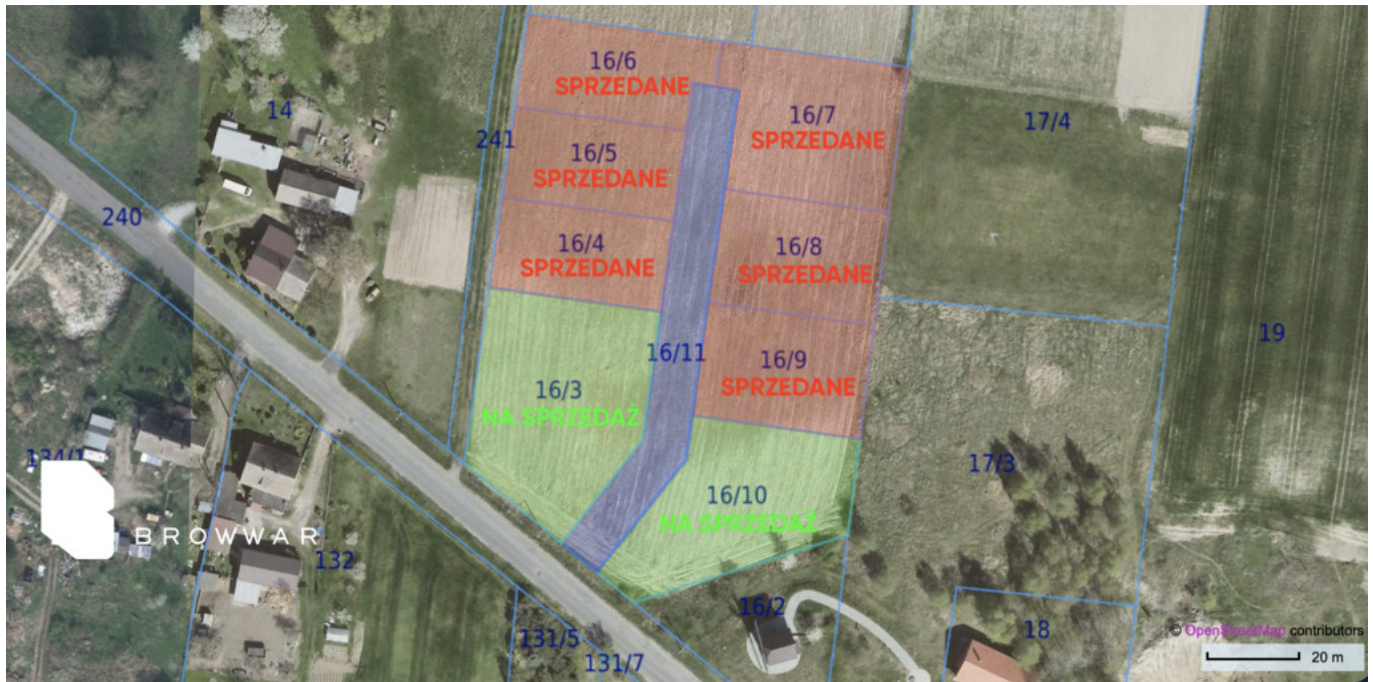 16/6
SPRZEDANE
14
16/7
SPRZEDANE
17/4
241
16/5
SPRZEDANE
240
16/4
SPRZEDANE
16/8
SPRZEDANE
19
16/11
16/9
SPRZEDANE
16/3
NA SPRZEDAŻ
134/1
17/3
16/10
NA SPRZEDAŻ
BROWWAR
132
16/2
18
131/5
131/7
© OpenStreetMap contributors
20 m